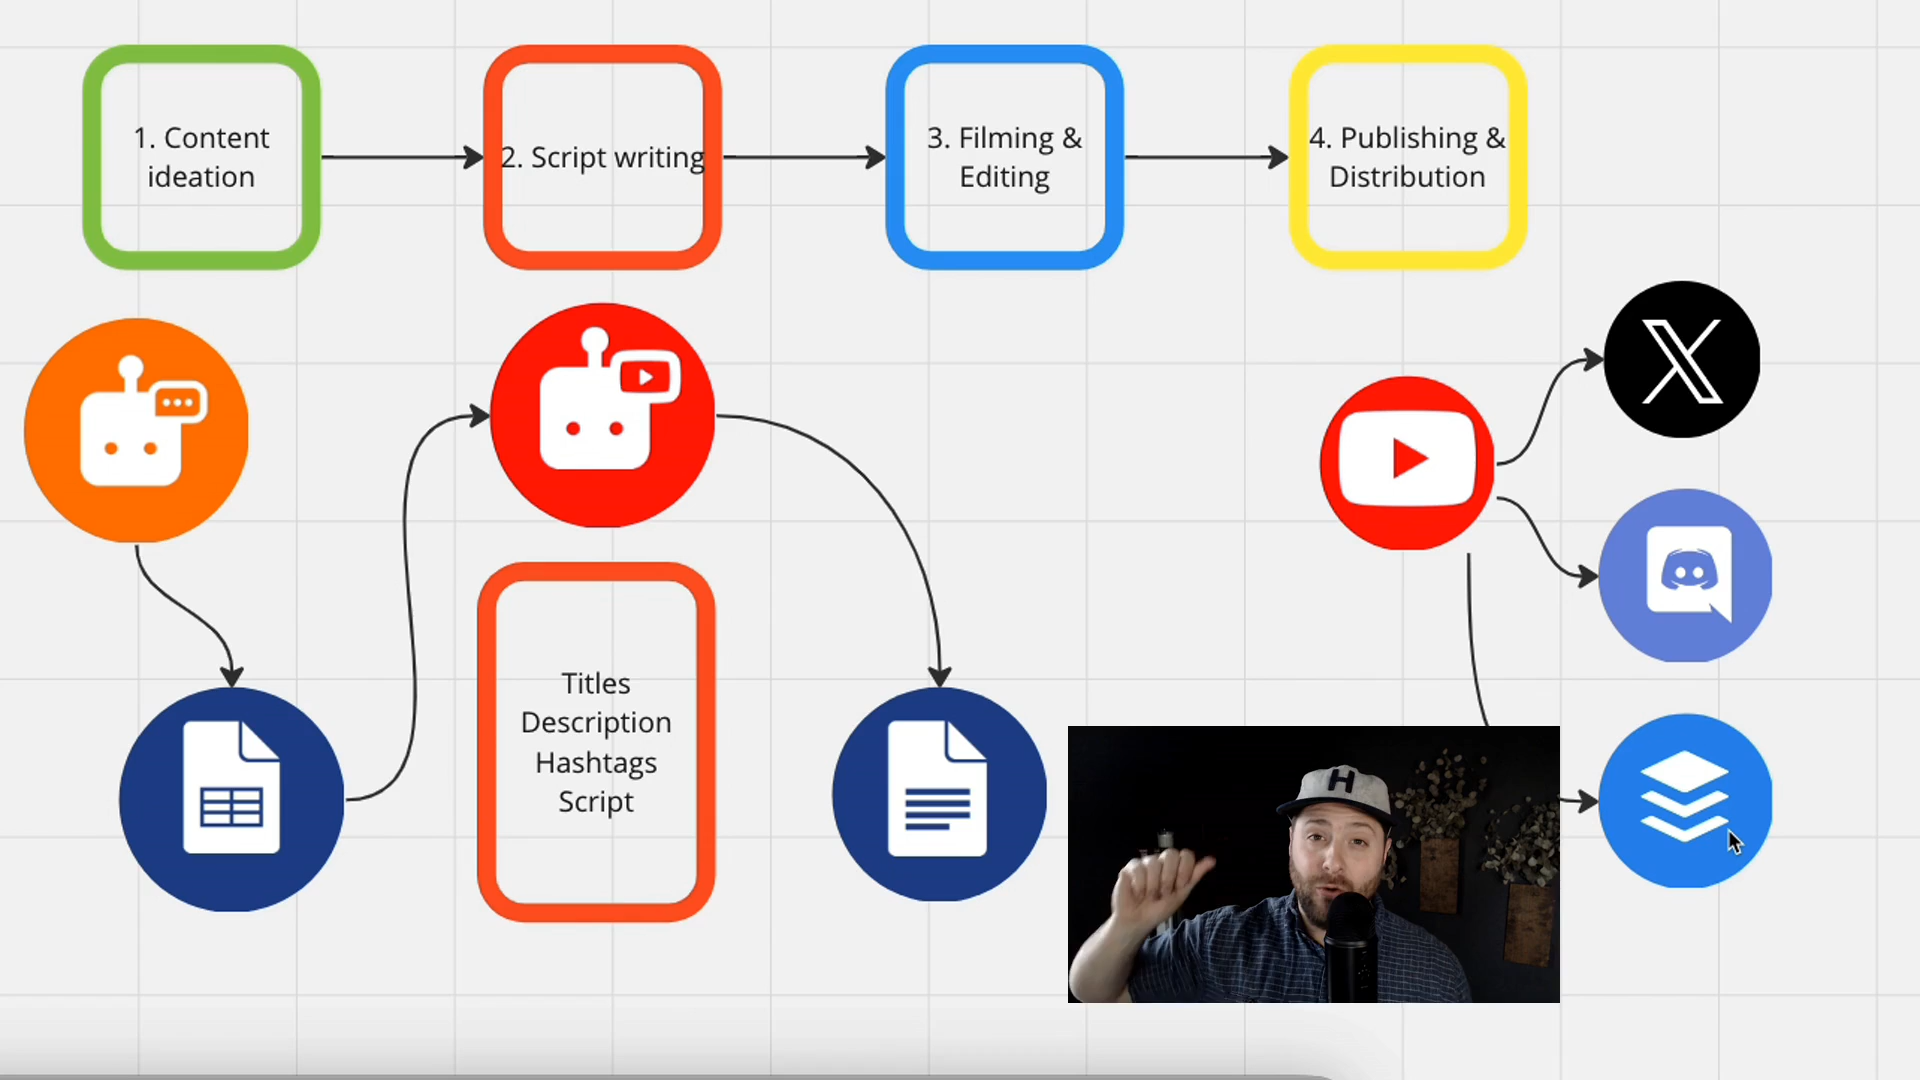 1. Content
ideation
2. Script writing
3. Filming &
Editing
4. Publishing &
Distribution
Titles
Description
Hashtags
Script
H